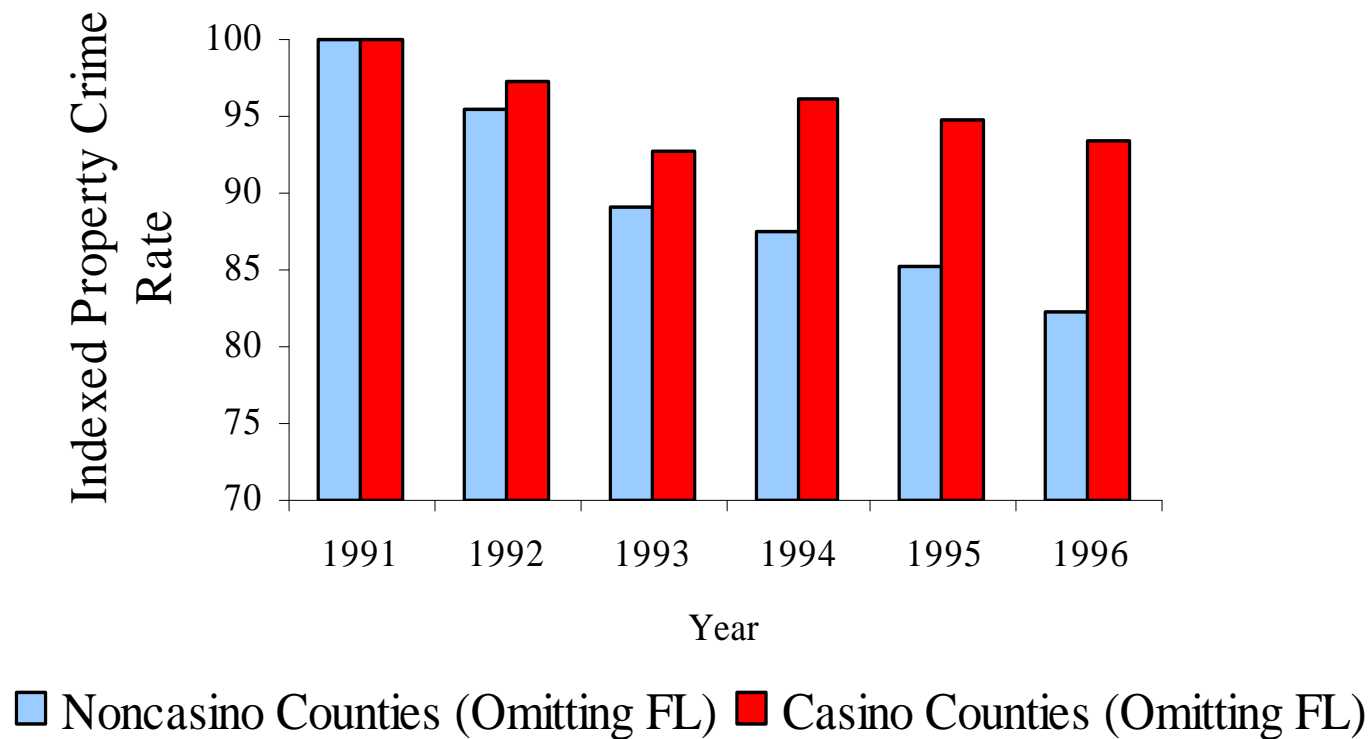 Indexed Property Crime
Rate
100
95
90
85
80
75
70
1991 1992 1993 1994 1995 1996
Year
Noncasino Counties (Omitting FL) Casino Counties (Omitting FL)